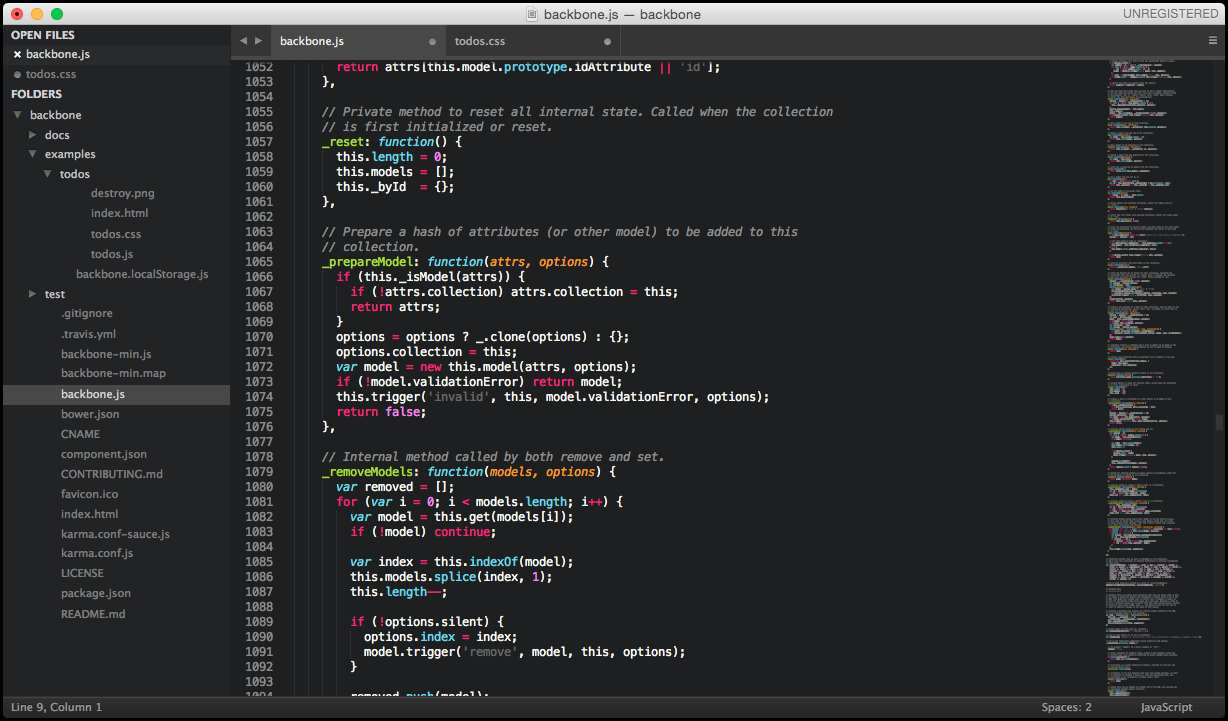 backbone.js — backbone
UNREGISTERED
OPEN FILES
× backbone.js
todos.css
FOLDERS
backbone
docs
examples
todos
destroy.png
index.html
todos.css
todos.js
backbone.localStorage.js
test
.gitignore
.travis.yml
backbone-min.js
backbone-min.map
backbone.js
bower.json
CNAME
component.json
CONTRIBUTING.md
favicon.ico
index.html
karma.conf-sauce.js
karma.conf.js
LICENSE
package.json
README.md
backbone.js
todos.css
1052 return attrs[this.model.prototype.idAttribute || 'id'];
1053 },
1054
1055 // Private method to reset all internal state. Called when the collection
1056 // is first initialized or reset.
1057 _reset: function() {
1058 this.length = 0;
1059 this.models = [];
1060 this._byId  = {};
1061 },
1062
1063 // Prepare a hash of attributes (or other model) to be added to this
1064 // collection.
1065 _prepareModel: function(attrs, options) {
1066 if (this._isModel(attrs)) {
1067 if (!attrs.collection) attrs.collection = this;
1068 return attrs;
1069 }
1070 options = options ? _.clone(options) : {};
1071 options.collection = this;
1072 var model = new this.model(attrs, options);
1073 if (!model.validationError) return model;
1074 this.trigger('invalid', this, model.validationError, options);
1075 return false;
1076 },
1077
1078 // Internal method called by both remove and set.
1079 _removeModels: function(models, options) {
1080 var removed = [];
1081 for (var i = 0; i < models.length; i++) {
1082 var model = this.get(models[i]);
1083 if (!model) continue;
1084
1085 var index = this.indexOf(model);
1086 this.models.splice(index, 1);
1087 this.length--;
1088
1089 if (!options.silent) {
1090 options.index = index;
1091 model.trigger('remove', model, this, options);
1092 }
1093
1094 removed.push(model);
Line 9, Column 1
Spaces: 2
JavaScript